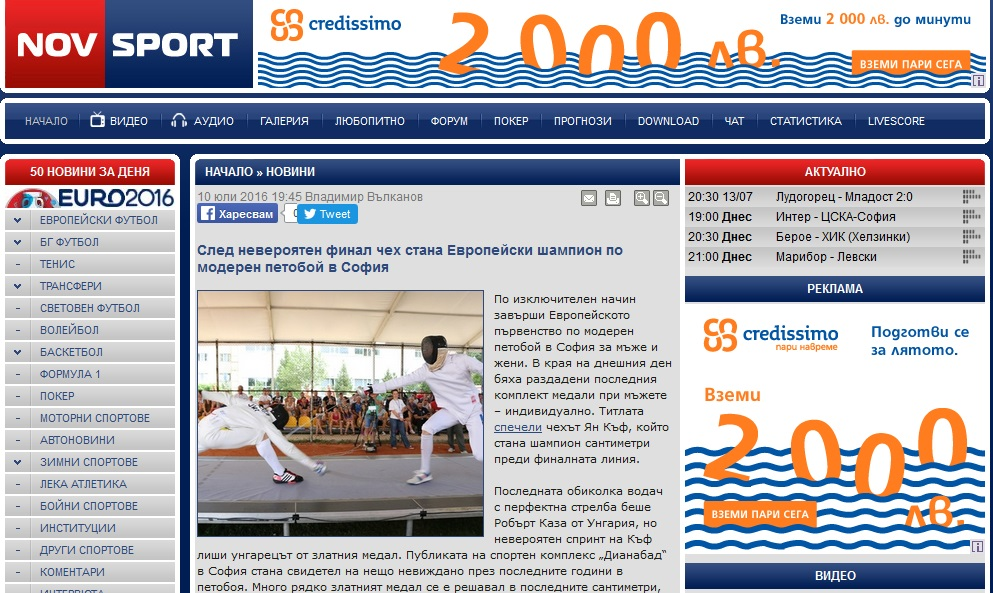 NOV SPORT
credissimo
2 000 лв.
Вземи 2 000 лв. до минути
ВЗЕМИ ПАРИ СЕГА
НАЧАЛО ВИДЕО АУДИО ГАЛЕРИЯ ЛЮБОПИТНО ФОРУМ ПОКЕР ПРОГНОЗИ DOWNLOAD ЧАТ СТАТИСТИКА LIVESCORE
50 НОВИНИ ЗА ДЕНЯ
EURO2016
ЕВРОПЕЙСКИ ФУТБОЛ
БГ ФУТБОЛ
ТЕНИС
ТРАНСФЕРИ
СВЕТОВЕН ФУТБОЛ
ВОЛЕЙБОЛ
БАСКЕТБОЛ
ФОРМУЛА 1
ПОКЕР
МОТОРНИ СПОРТОВЕ
АВТОНОВИНИ
ЗИМНИ СПОРТОВЕ
ЛЕКА АТЛЕТИКА
БОЙНИ СПОРТОВЕ
ИНСТИТУЦИИ
ДРУГИ СПОРТОВЕ
КОМЕНТАРИ
ИНТЕРВЮТА
НАЧАЛО » НОВИНИ
10 юли 2016 19:45 Владимир Вълканов
Харесвам 0 Tweet
След невероятен финал чех стана Европейски шампион по
модерен петобой в София
По изключителен начин
завърши Европейското
първенство по модерен
петобой в София за мъже и
жени. В края на днешния ден
бяха раздадени последния
комплект медали при мъжете
– индивидуално. Титлата
спечели чехът Ян Къф, който
стана шампион сантиметри
преди финалната линия.
Последната обиколка водач
с перфектна стрелба беше
Робърт Каза от Унгария, но
невероятен спринт на Къф
лиши унгарецът от златния медал. Публиката на спортен комплекс „Дианабад”
в София стана свидетел на нещо невиждано през последните години в
петобоя. Много рядко златният медал се е решавал в последните сантиметри,
АКТУАЛНО
20:30 13/07 Лудогорец - Младост 2:0
19:00 Днес Интер - ЦСКА-София
20:30 Днес Берое - ХИК (Хелзинки)
21:00 Днес Марибор - Левски
РЕКЛАМА
credissimo
пари навреме
Подготви се
за лятото.
Вземи
2 000
лв.
ВЗЕМИ ПАРИ СЕГА
ВИДЕО